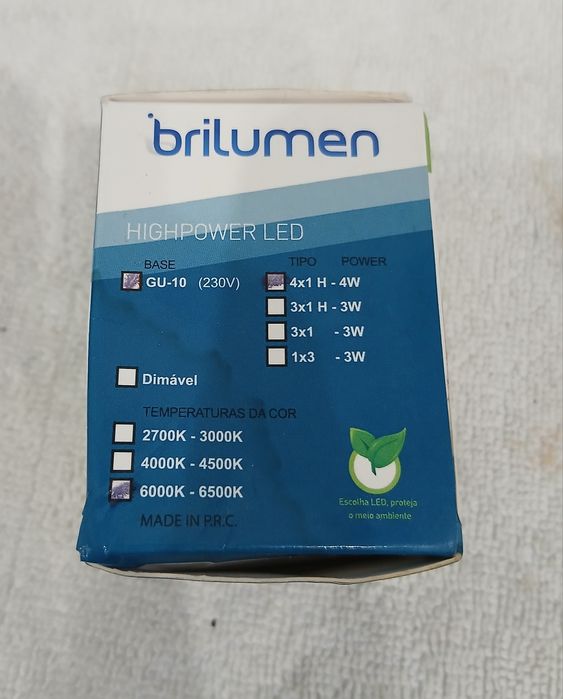 brilumen
HIGHPOWER LED
BASE
GU-10 (230V)
TIPO POWER
4x1 H - 4W
3x1 H - 3W
3x1 - 3W
1x3 - 3W
Dimável
TEMPERATURAS DA COR
2700K - 3000K
4000K - 4500K
6000K - 6500K
MADE IN P.R.C.
Escolha LED, proteja
o meio ambiente